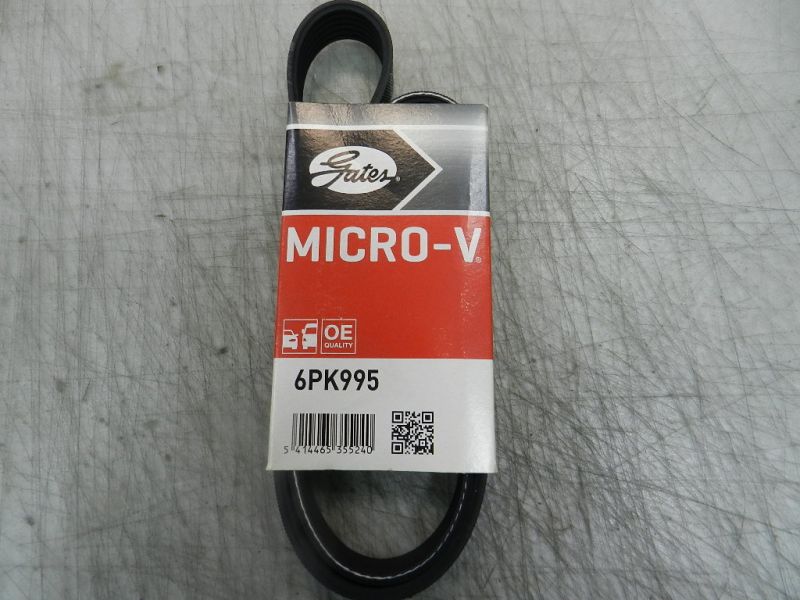 Gates®
MICRO-V®
OE
QUALITY
6PK995
5 414465 355240